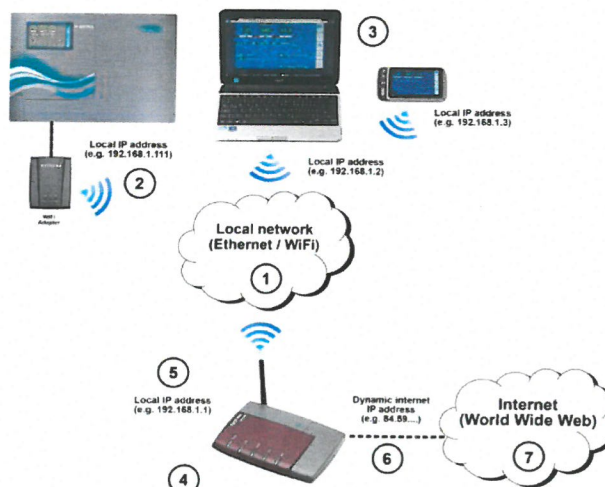 3
Local IP address
(e.g. 192.168.1.3)
Local IP address
(e.g. 192.168.1.111)
2
WiFi
Adapter
Local IP address
(e.g. 192.168.1.2)
Local network
(Ethernet / WiFi)
1
5
Local IP address
(e.g. 192.168.1.1)
4
Dynamic internet
IP address
(e.g. 84.59....)
6
Internet
(World Wide Web)
7